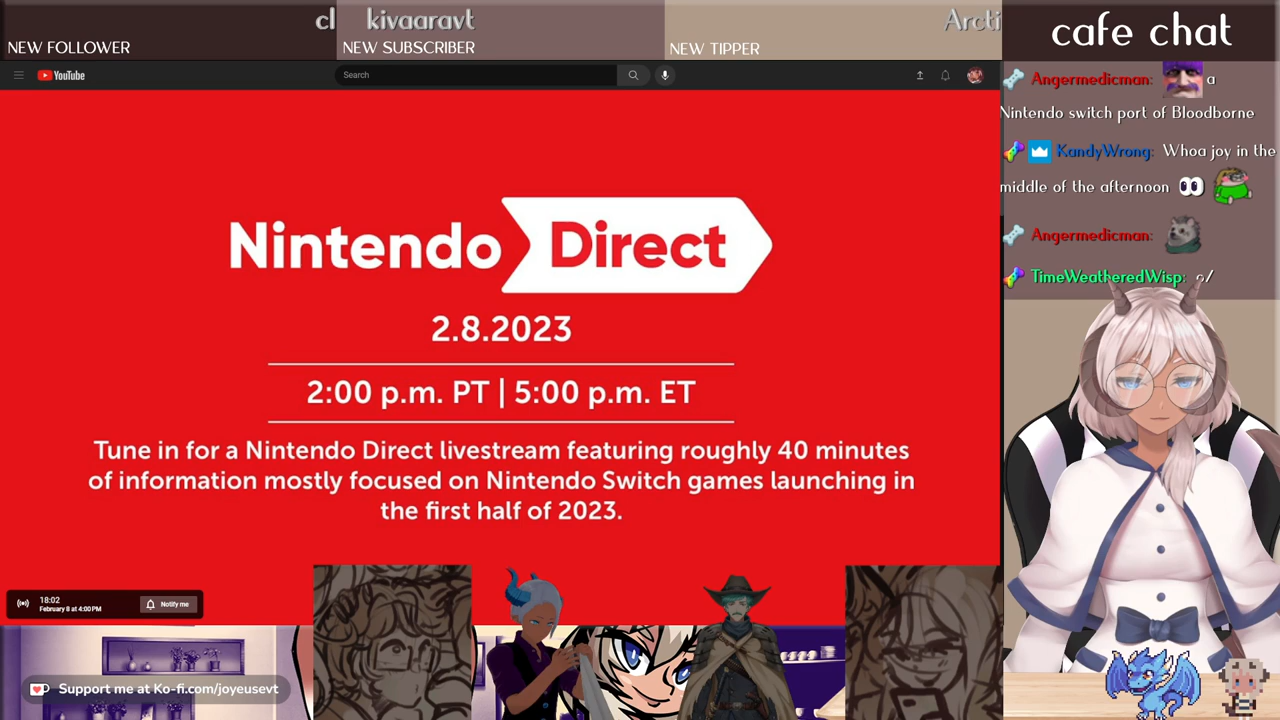 cl
kivaaravt
Arcti
NEW FOLLOWER
NEW SUBSCRIBER
NEW TIPPER
cafe chat
YouTube
Search
Angermedicman: a
Nintendo switch port of Bloodborne
KandyWrong: Whoa joy in the
middle of the afternoon
Angermedicman:
TimeWeatheredWisp: o/
Nintendo Direct
2.8.2023
2:00 p.m. PT | 5:00 p.m. ET
Tune in for a Nintendo Direct livestream featuring roughly 40 minutes
of information mostly focused on Nintendo Switch games launching in
the first half of 2023.
18:02
February 8 at 4:00 PM
Notify me
Support me at Ko-fi.com/joyeusevt